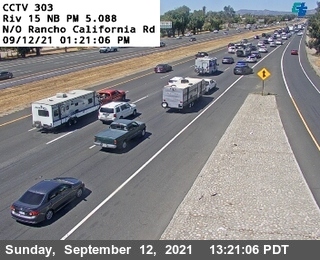 CCTV 303
Riv 15 NB PM 5.088
N/O Rancho California Rd
09/12/21 01:21:06 PM
Sunday, September 12, 2021 13:21:06 PDT